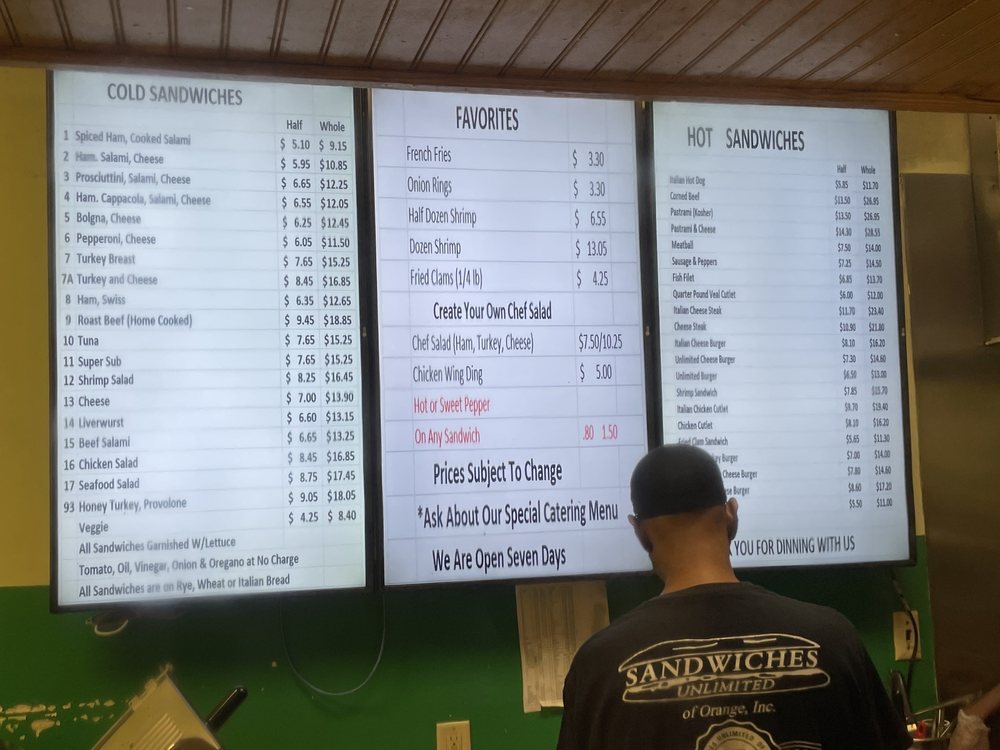 COLD SANDWICHES
Half Whole
1 Spiced Ham, Cooked Salami $ 5.10 $ 9.15
2 Ham. Salami, Cheese $ 5.95 $10.85
3 Prosciuttini, Salami, Cheese $ 6.65 $12.25
4 Ham. Cappacola, Salami, Cheese $ 6.55 $12.05
5 Bolgna, Cheese $ 6.25 $12.45
6 Pepperoni, Cheese $ 6.05 $11.50
7 Turkey Breast $ 7.65 $15.25
7A Turkey and Cheese $ 8.45 $16.85
8 Ham, Swiss $ 6.35 $12.65
9 Roast Beef (Home Cooked) $ 9.45 $18.85
10 Tuna $ 7.65 $15.25
11 Super Sub $ 7.65 $15.25
12 Shrimp Salad $ 8.25 $16.45
13 Cheese $ 7.00 $13.90
14 Liverwurst $ 6.60 $13.15
15 Beef Salami $ 6.65 $13.25
16 Chicken Salad $ 8.45 $16.85
17 Seafood Salad $ 8.75 $17.45
93 Honey Turkey, Provolone $ 9.05 $18.05
Veggie $ 4.25 $ 8.40
All Sandwiches Garnished W/Lettuce
Tomato, Oil, Vinegar, Onion & Oregano at No Charge
All Sandwiches are on Rye, Wheat or Italian Bread
FAVORITES
French Fries $ 3.30
Onion Rings $ 3.30
Half Dozen Shrimp $ 6.55
Dozen Shrimp $ 13.05
Fried Clams (1/4 lb) $ 4.25
Create Your Own Chef Salad
Chef Salad (Ham, Turkey, Cheese) $7.50/10.25
Chicken Wing Ding $ 5.00
Hot or Sweet Pepper
On Any Sandwich .80 1.50
Prices Subject To Change
*Ask About Our Special Catering Menu
We Are Open Seven Days
HOT SANDWICHES
Half Whole
Italian Hot Dog $5.85 $11.70
Corned Beef $13.50 $26.95
Pastrami (Kosher) $13.50 $26.95
Pastrami & Cheese $14.30 $28.55
Meatball $7.50 $14.00
Sausage & Peppers $7.25 $14.50
Fish Filet $6.85 $13.70
Quarter Pound Veal Cutlet $6.00 $12.00
Italian Cheese Steak $11.70 $23.40
Cheese Steak $10.90 $21.80
Italian Cheese Burger $8.10 $16.20
Unlimited Cheese Burger $7.30 $14.60
Unlimited Burger $6.50 $13.00
Shrimp Sandwich $7.85 $15.70
Italian Chicken Cutlet $9.70 $19.40
Chicken Cutlet $8.10 $16.20
Fried Clam Sandwich $5.65 $11.30
Burger $7.00 $14.00
Cheese Burger $7.80 $14.60
Burger $8.60 $17.20
$5.50 $11.00
YOU FOR DINNING WITH US
SANDWICHES
UNLIMITED
of Orange, Inc.